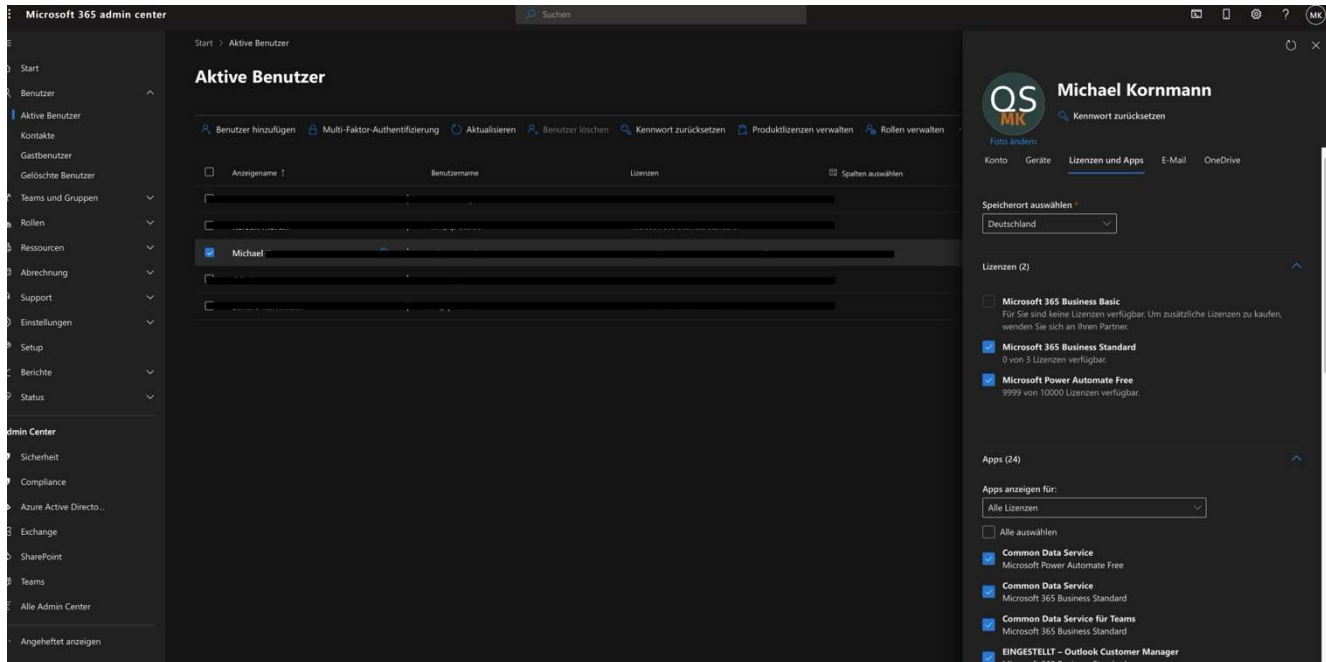 Microsoft 365 admin center
Suchen
MK
Start
Benutzer
Aktive Benutzer
Kontakte
Gastbenutzer
Gelöschte Benutzer
Teams und Gruppen
Rollen
Ressourcen
Abrechnung
Support
Einstellungen
Setup
Berichte
Status
dmin Center
Sicherheit
Compliance
Azure Active Directo...
Exchange
SharePoint
Teams
Alle Admin Center
Angeheftet anzeigen
Start > Aktive Benutzer
Aktive Benutzer
Benutzer hinzufügen Multi-Faktor-Authentifizierung Aktualisieren Benutzer löschen Kennwort zurücksetzen Produktlizenzen verwalten Rollen verwalten
Anzeigename ↑ Benutzername Lizenzen Spalten auswählen
Michael
QS
MK
Foto ändern
Michael Kornmann
Kennwort zurücksetzen
Konto Geräte Lizenzen und Apps E-Mail OneDrive
Speicherort auswählen *
Deutschland
Lizenzen (2)
Microsoft 365 Business Basic
Für Sie sind keine Lizenzen verfügbar. Um zusätzliche Lizenzen zu kaufen,
wenden Sie sich an Ihren Partner.
Microsoft 365 Business Standard
0 von 3 Lizenzen verfügbar.
Microsoft Power Automate Free
9999 von 10000 Lizenzen verfügbar.
Apps (24)
Apps anzeigen für:
Alle Lizenzen
Alle auswählen
Common Data Service
Microsoft Power Automate Free
Common Data Service
Microsoft 365 Business Standard
Common Data Service für Teams
Microsoft 365 Business Standard
EINGESTELLT – Outlook Customer Manager